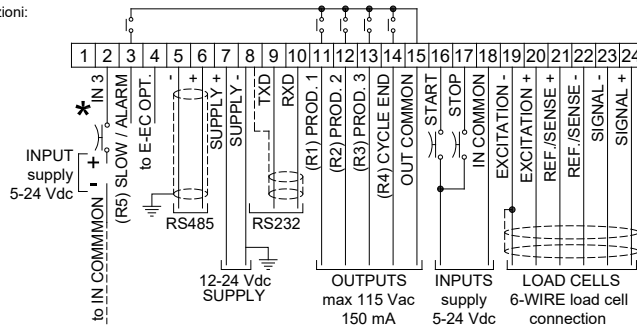 zioni:
1 2 3 4 5 6 7 8 9 10 11 12 13 14 15 16 17 18 19 20 21 22 23 24
*
IN 3
(R5) SLOW / ALARM
to E-EC OPT.
-
+
SUPPLY +
SUPPLY -
TXD
RXD
(R1) PROD. 1
(R2) PROD. 2
(R3) PROD. 3
(R4) CYCLE END
OUT COMMON
START
STOP
IN COMMON
EXCITATION -
EXCITATION +
REF./SENSE +
REF./SENSE -
SIGNAL -
SIGNAL +
INPUT
supply
5-24 Vdc
+
-
to IN COMMMON
RS485
RS232
12-24 Vdc
SUPPLY
OUTPUTS
max 115 Vac
150 mA
INPUTS
supply
5-24 Vdc
LOAD CELLS
6-WIRE load cell
connection